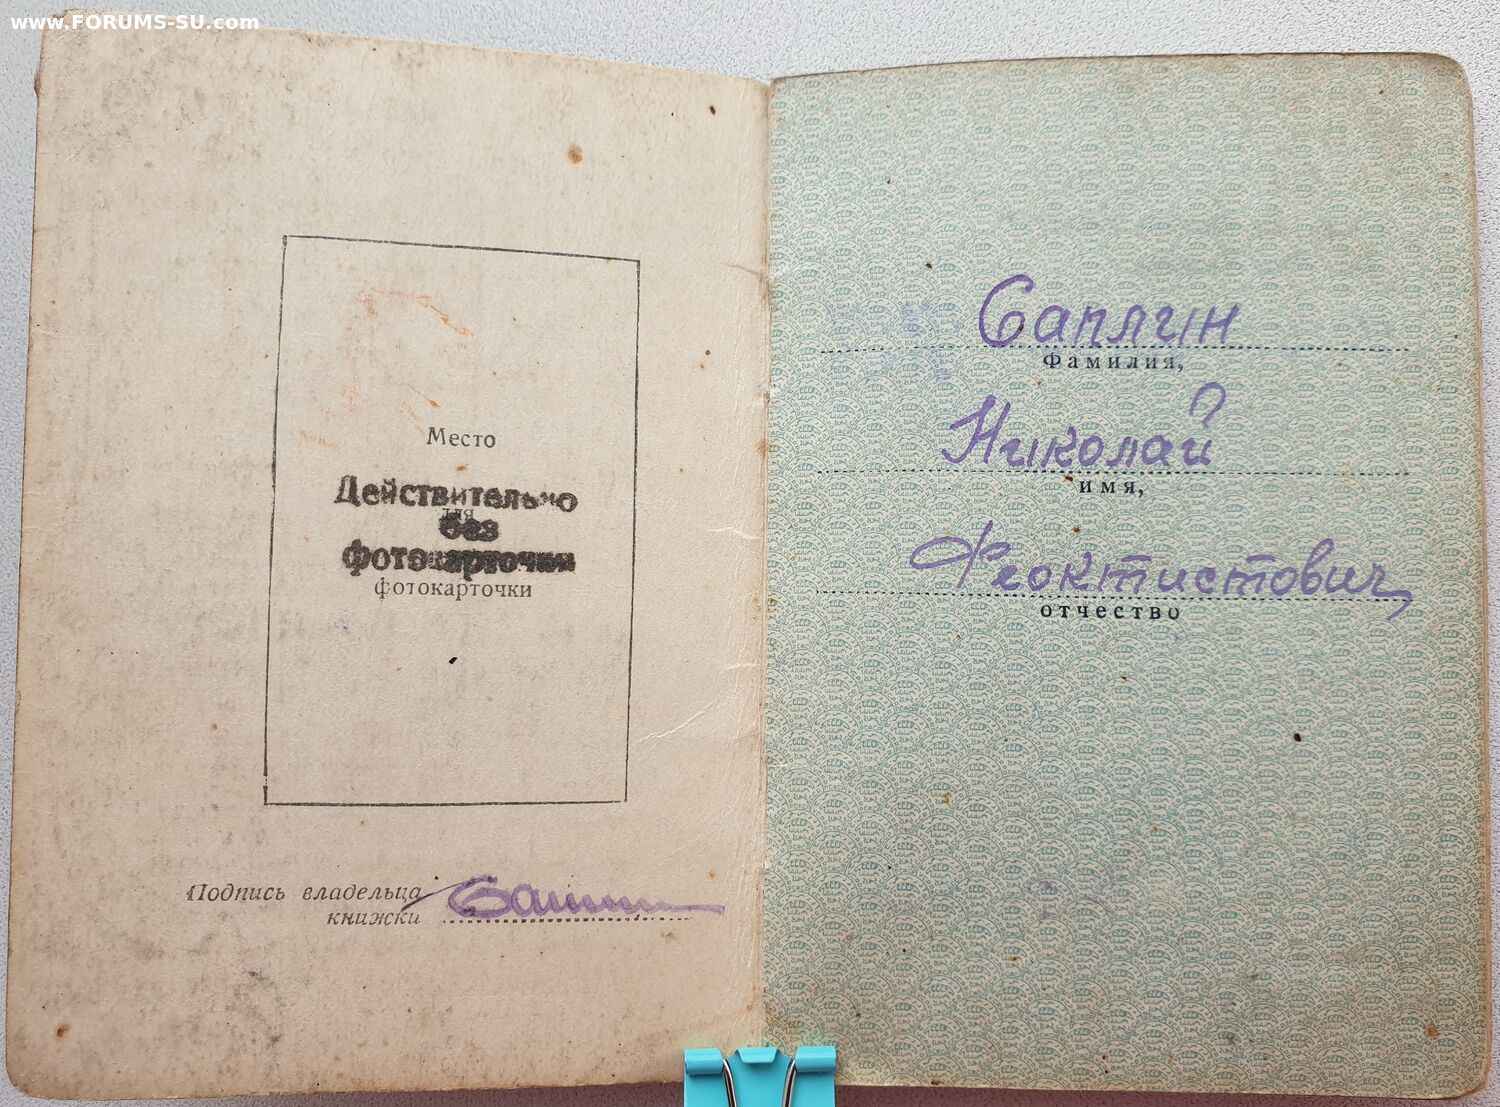 www.FORUMS-SU.com
Место
Действительно
для
без
фотокарточки
фотокарточки
Подпись владельца
книжки
Саплин
Фамилия,
Николай
имя,
Феоктистович
отчество